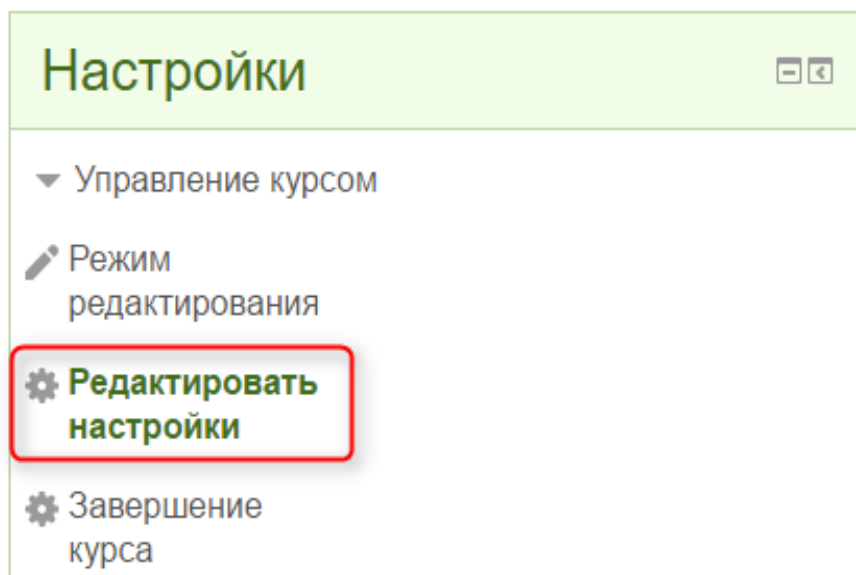 Настройки
Управление курсом
Режим
редактирования
Редактировать
настройки
Завершение
курса